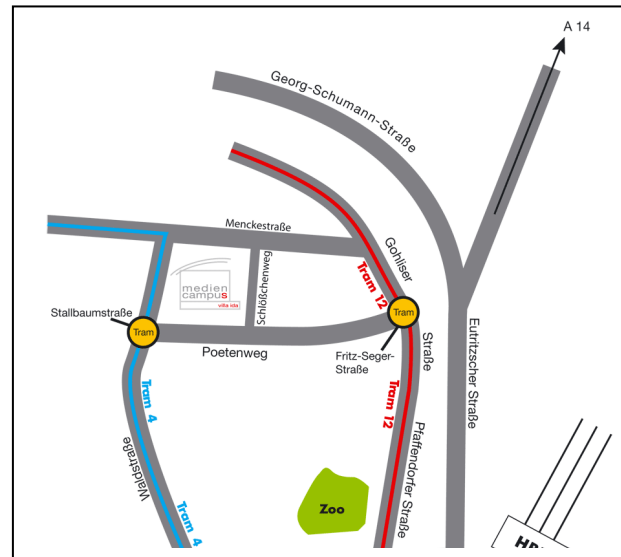 A 14
Georg-Schumann-Straße
Menckestraße
Gohliser
Straße
Schlößchenweg
medien
campus
villa ida
Tram 12
Stallbaumstraße
Tram
Tram
Poetenweg
Fritz-Seger-
Straße
Eutritzscher Straße
Tram 4
Tram 12
Waldstraße
Pfaffendorfer Straße
Zoo
Tram 4